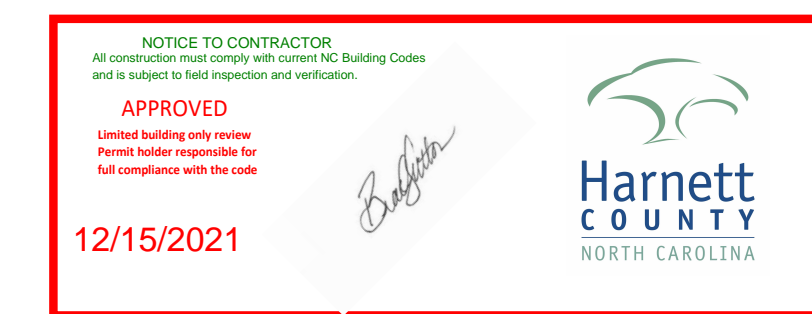 NOTICE TO CONTRACTOR
All construction must comply with current NC Building Codes
and is subject to field inspection and verification.
APPROVED
Limited building only review
Permit holder responsible for
full compliance with the code
12/15/2021
Harnett
COUNTY
NORTH CAROLINA